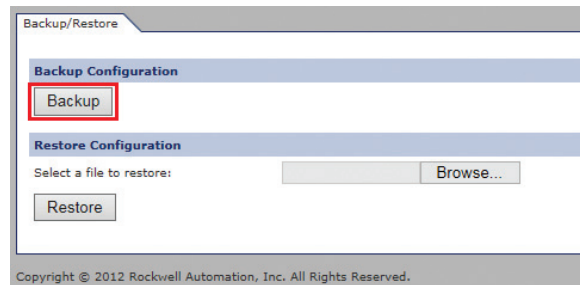 Backup/Restore
Backup Configuration
Backup
Restore Configuration
Select a file to restore:
Browse...
Restore
Copyright © 2012 Rockwell Automation, Inc. All Rights Reserved.